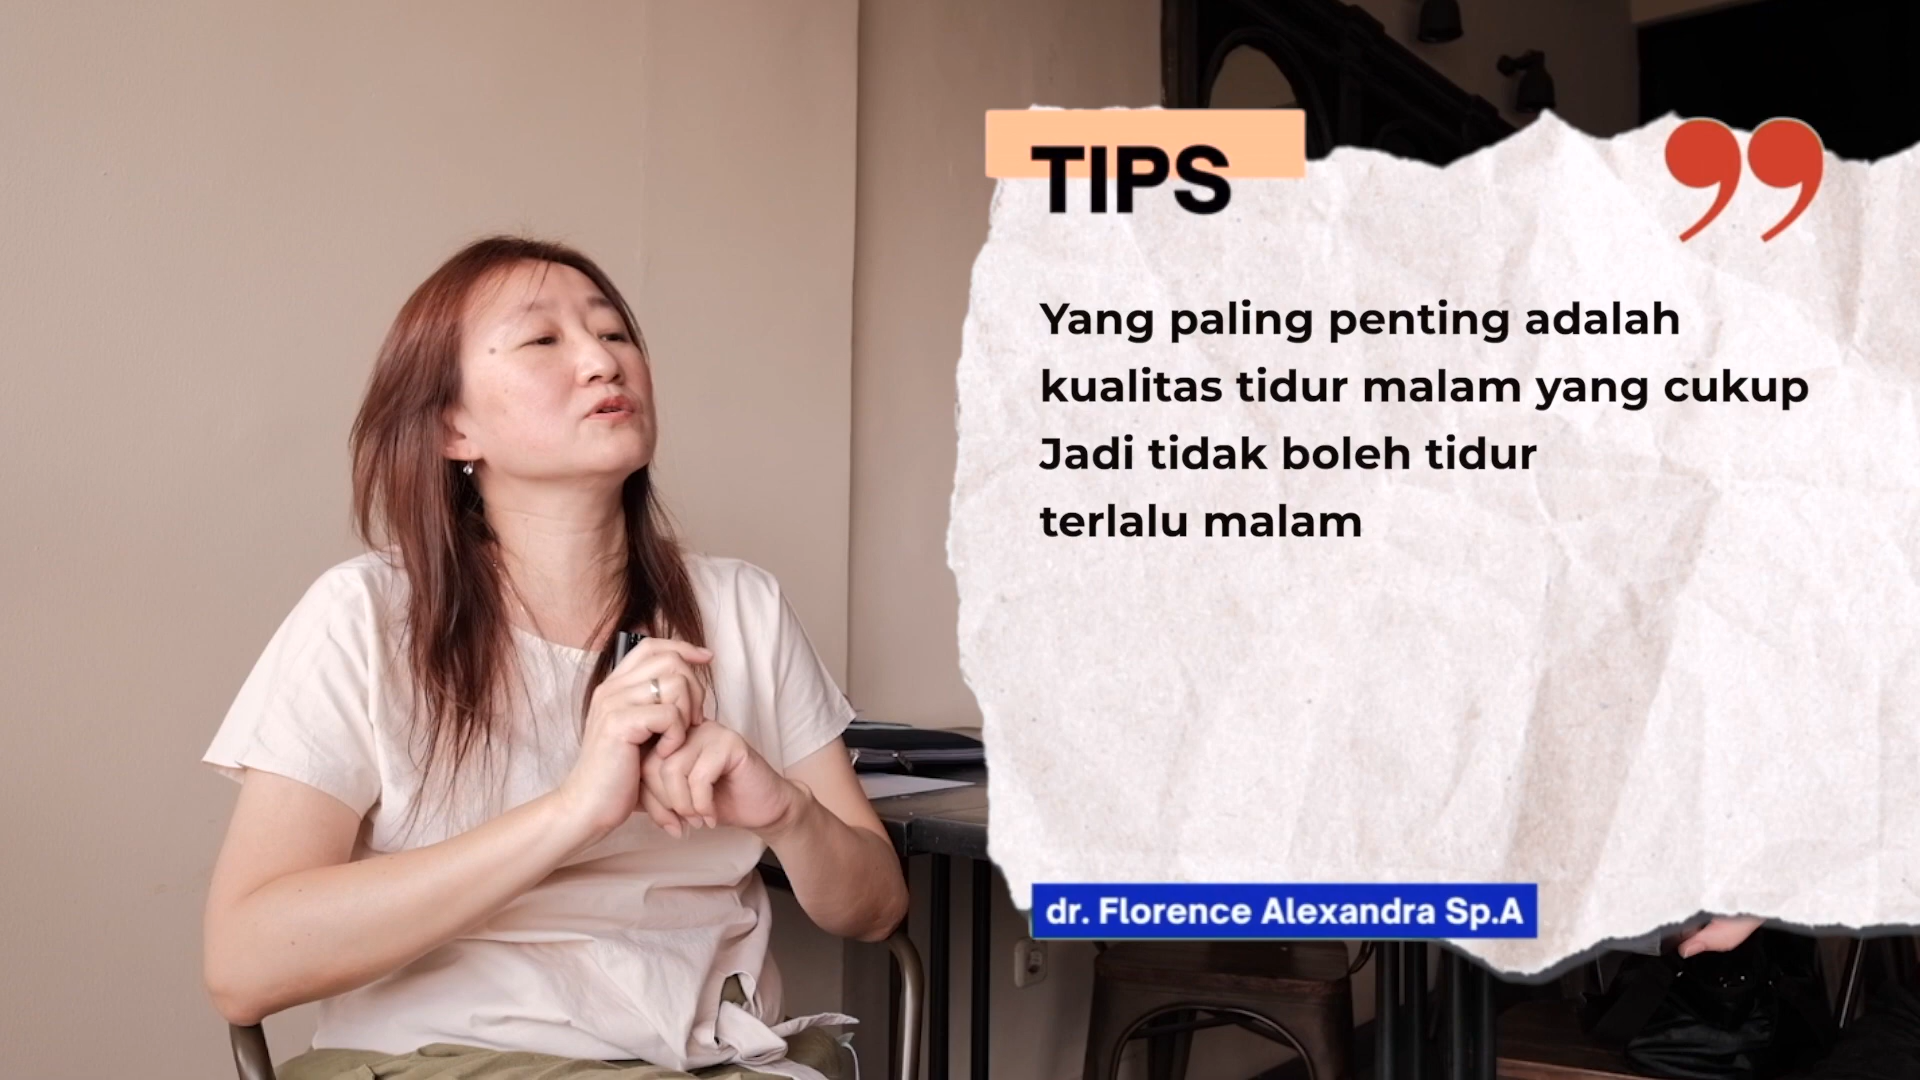 TIPS
Yang paling penting adalah
kualitas tidur malam yang cukup
Jadi tidak boleh tidur
terlalu malam
dr. Florence Alexandra Sp.A